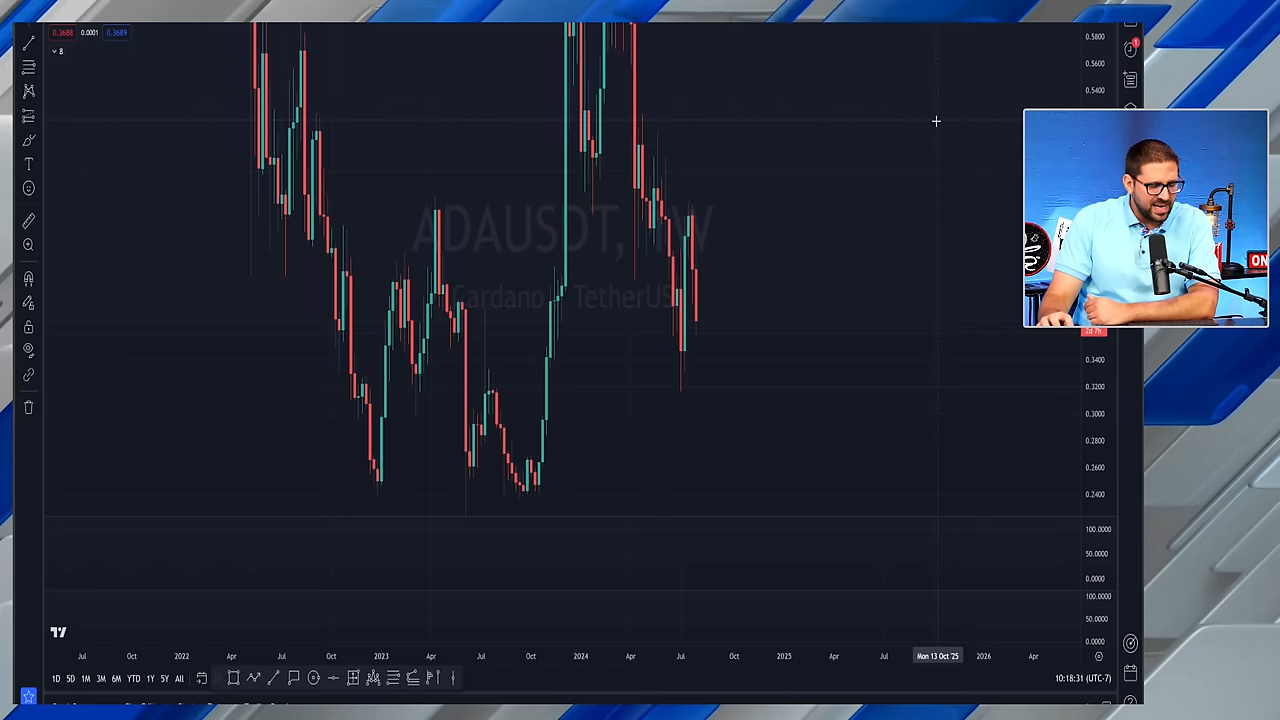 0.3688 0.0001 0.3689
8
0.5800
0.5600
0.5400
1
ADAUSDT, 1W
Cardano / TetherUS
ON
2d 7h
0.3400
0.3200
0.3000
0.2800
0.2600
0.2400
100.0000
50.0000
0.0000
100.0000
50.0000
0.0000
Jul Oct 2022 Apr Jul Oct 2023 Apr Jul Oct 2024 Apr Jul Oct 2025 Apr Jul Mon 13 Oct '25 2026 Apr
1D 5D 1M 3M 6M YTD 1Y 5Y All
10:18:31 (UTC-7)